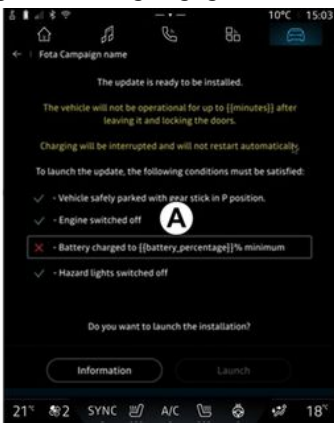 10°C 15:03
Fota Campaign name
The update is ready to be installed.
The vehicle will not be operational for up to {{minutes}} after
leaving it and locking the doors.
Charging will be interrupted and will not restart automatically.
To launch the update, the following conditions must be satisfied:
- Vehicle safely parked with gear stick in P position.
- Engine switched off
A
- Battery charged to {{battery_percentage}}% minimum
- Hazard lights switched off
Do you want to launch the installation?
Information
Launch
21°C 2 SYNC A/C 18°C